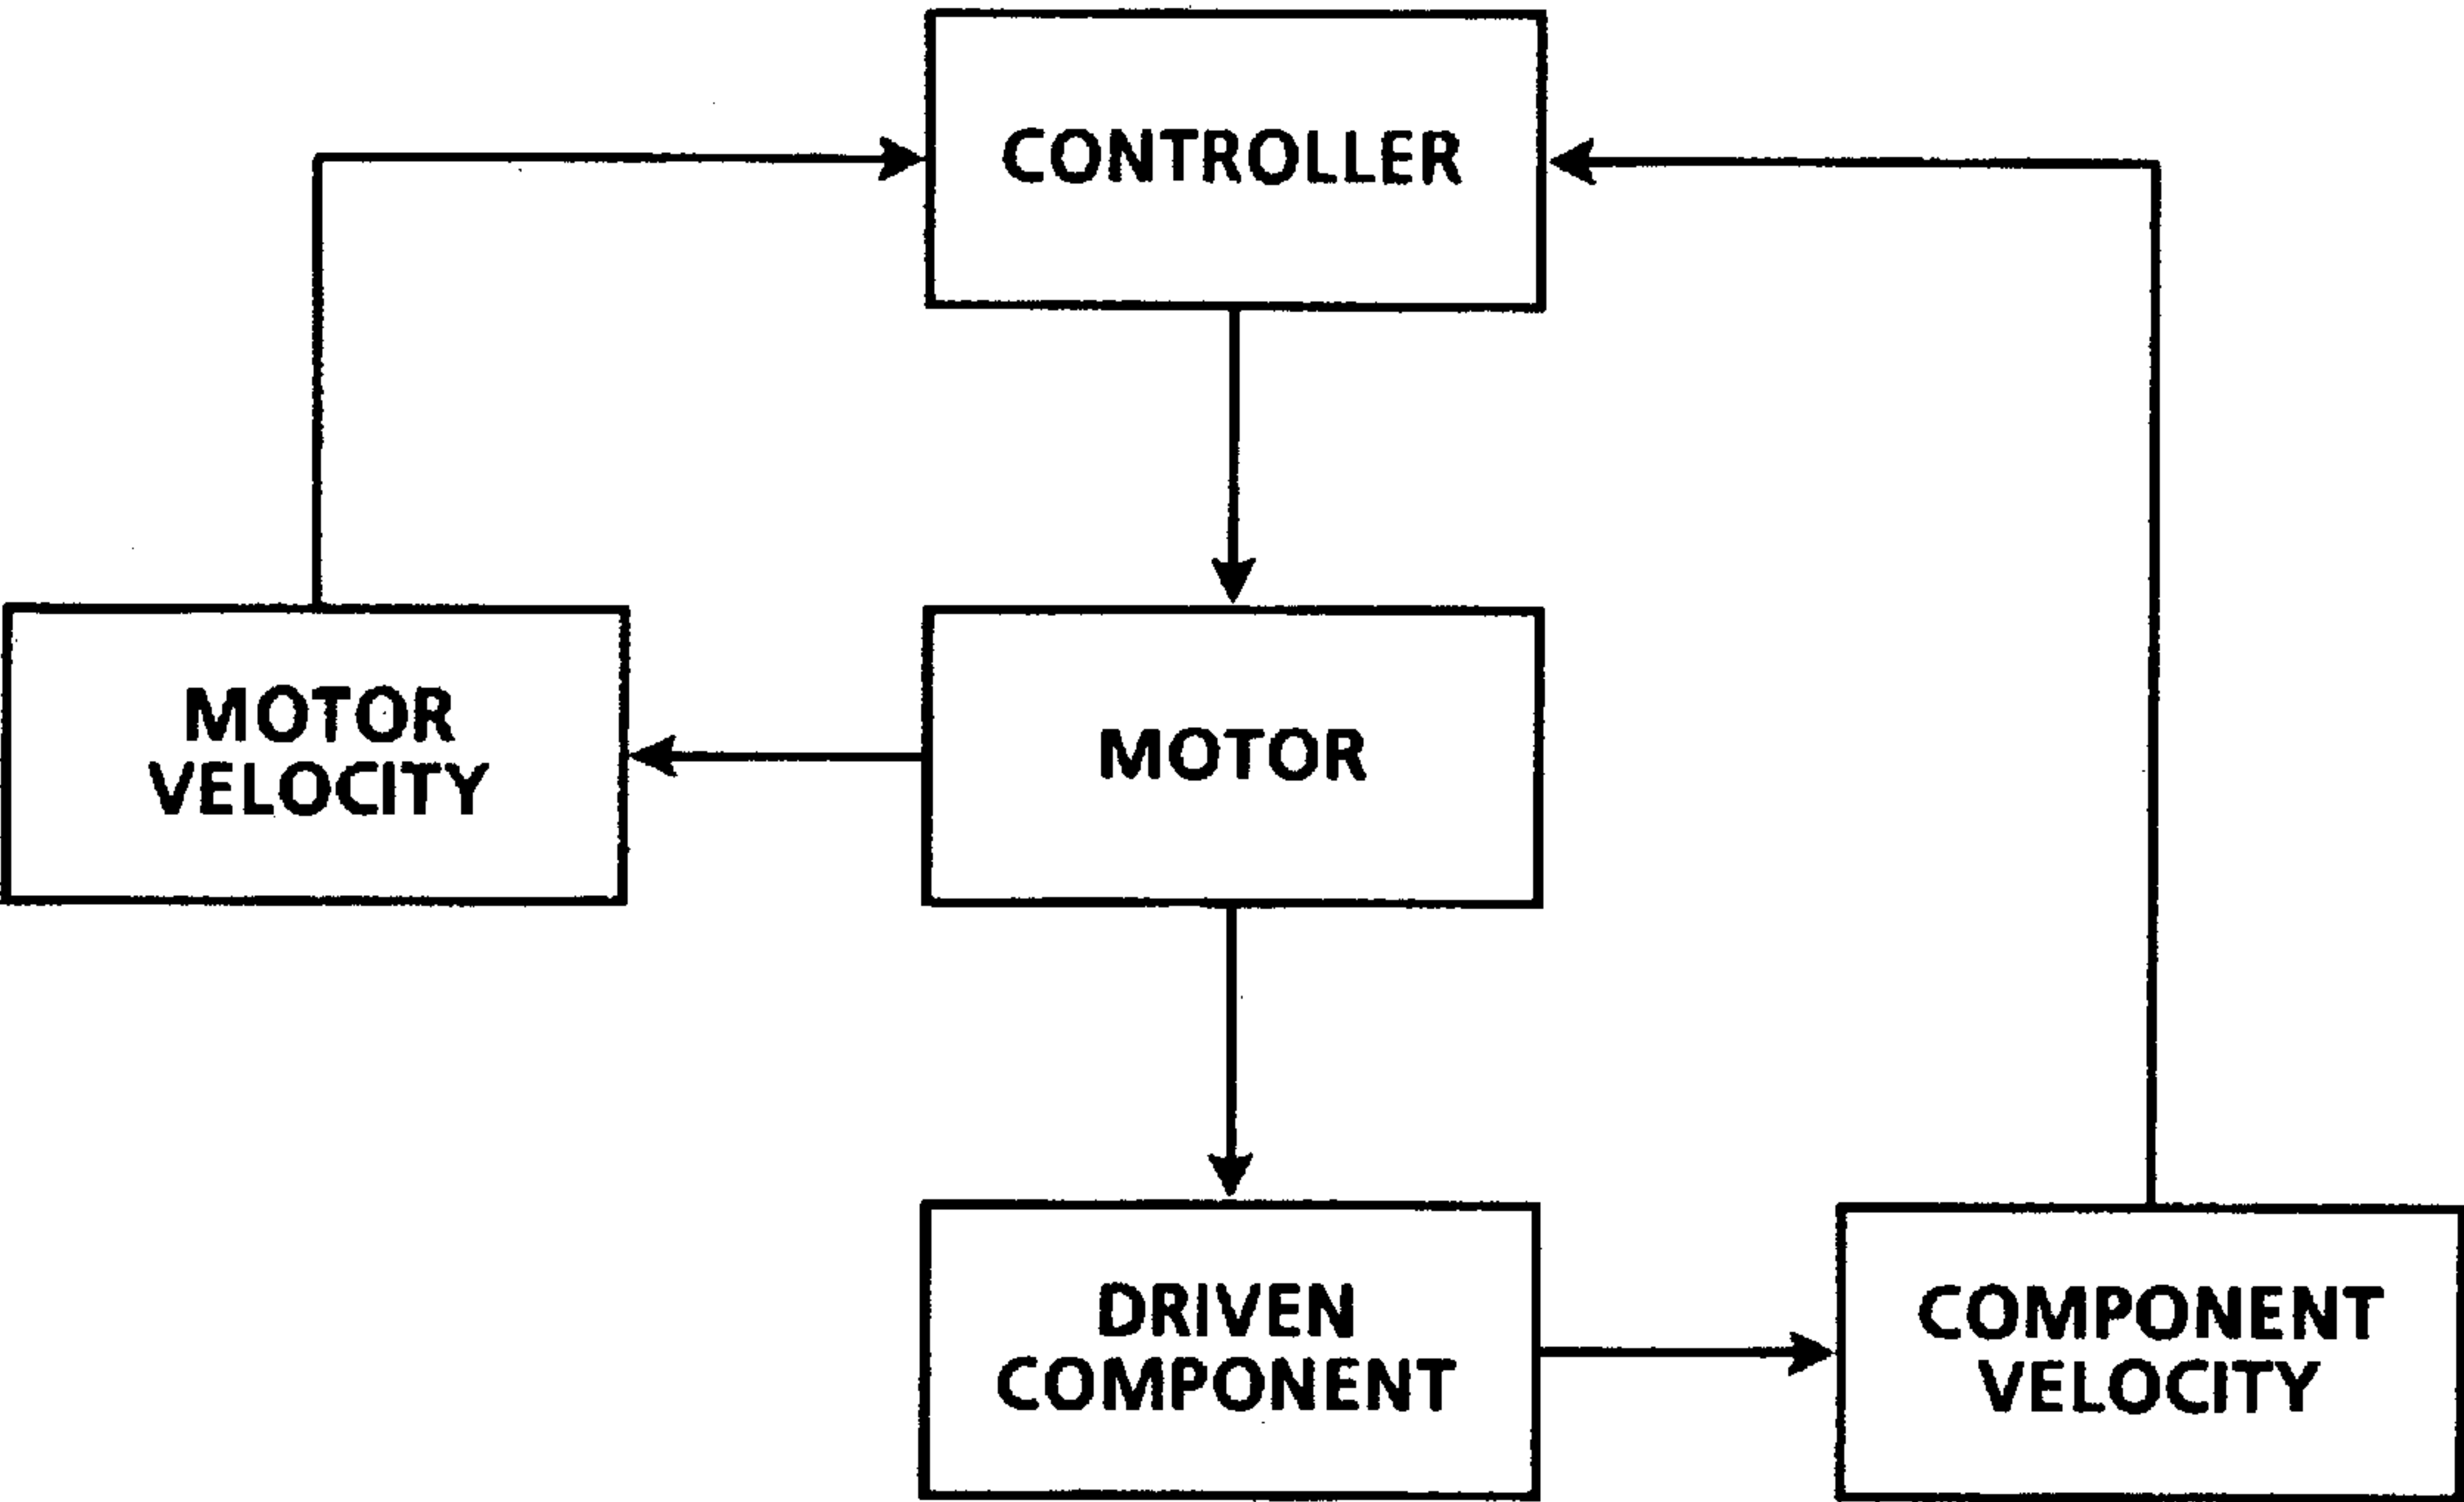 CONTROLLER
MOTOR
VELOCITY
MOTOR
DRIVEN
COMPONENT
COMPONENT
VELOCITY